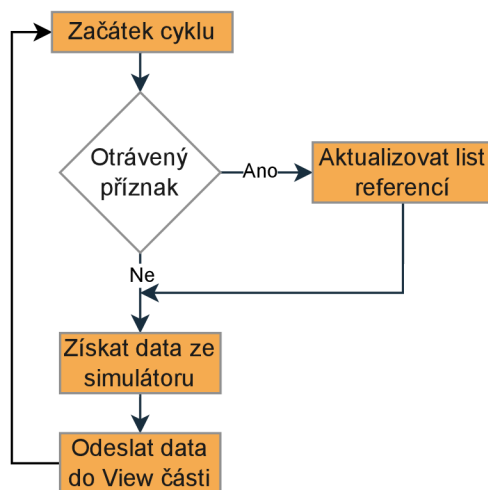 Začátek cyklu
Otrávený
příznak
Ano
Aktualizovat list
referencí
Ne
Získat data ze
simulátoru
Odeslat data
do View části